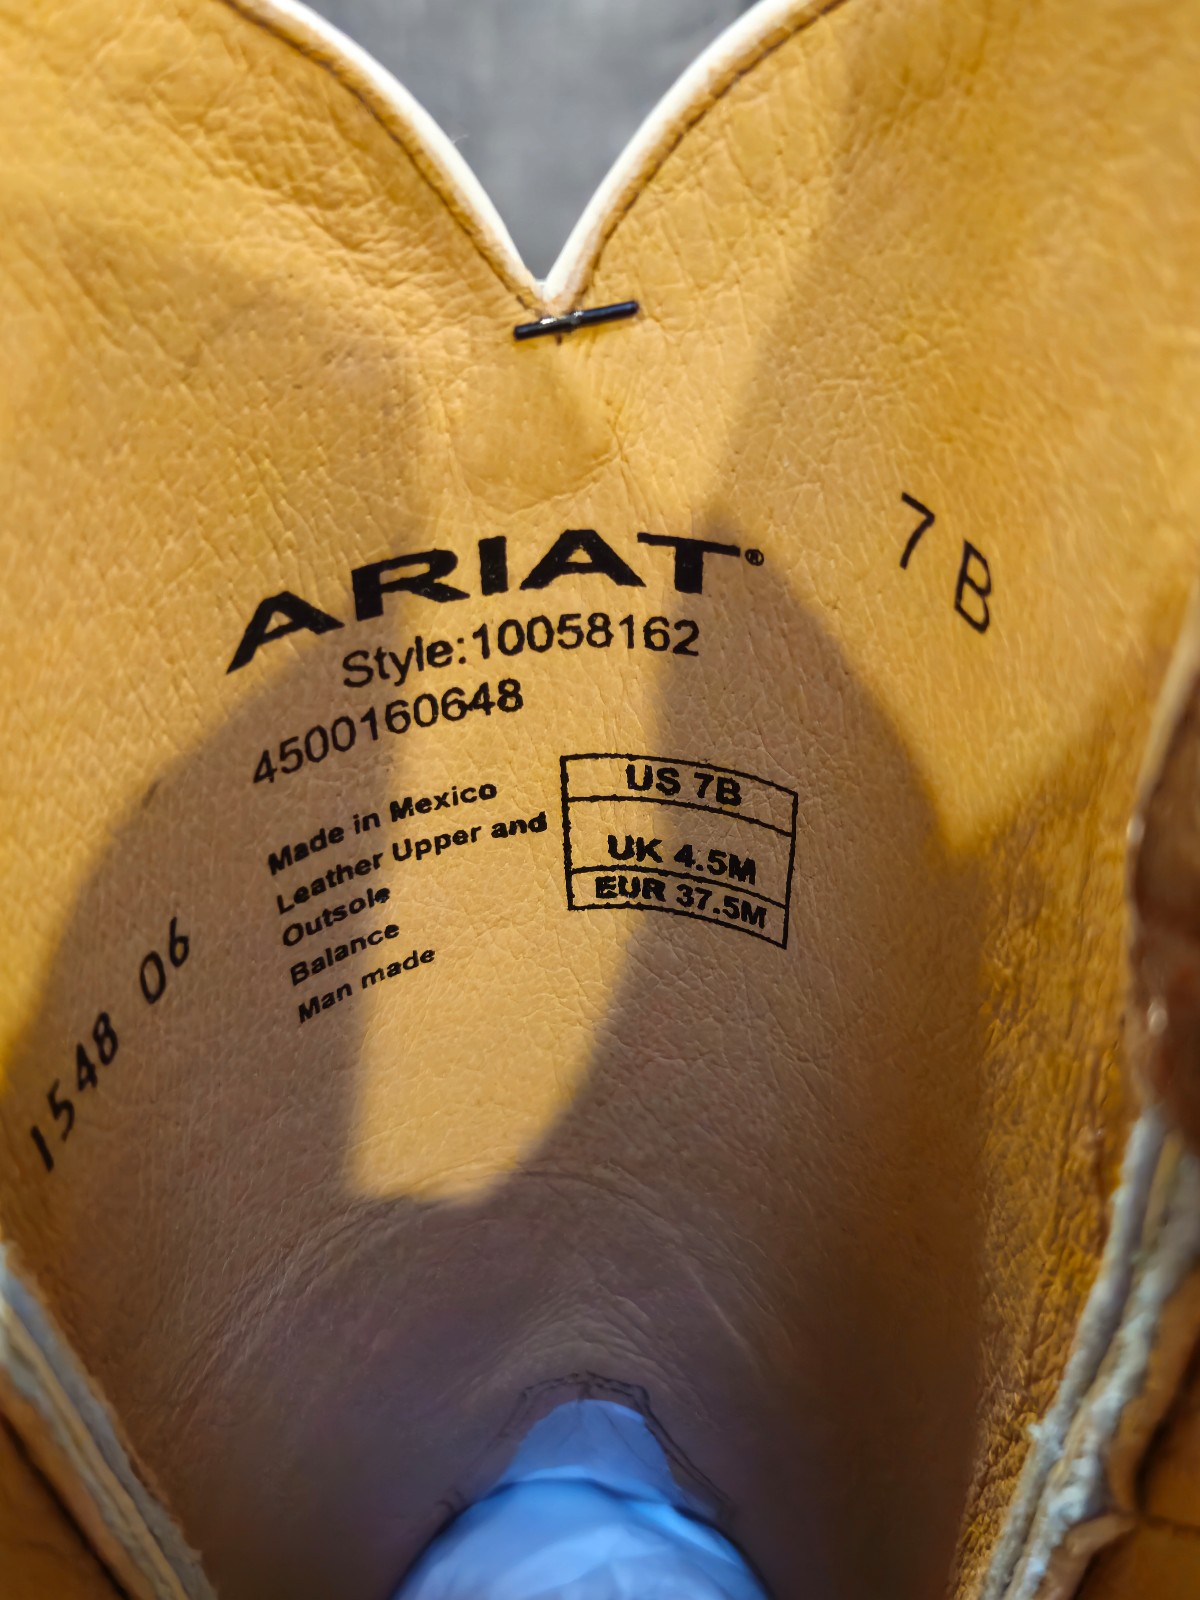 ARIAT®
Style:10058162
4500160648
7 B
Made in Mexico
Leather Upper and
Outsole
Balance
Man made
US 7B
UK 4.5M
EUR 37.5M
1548 06